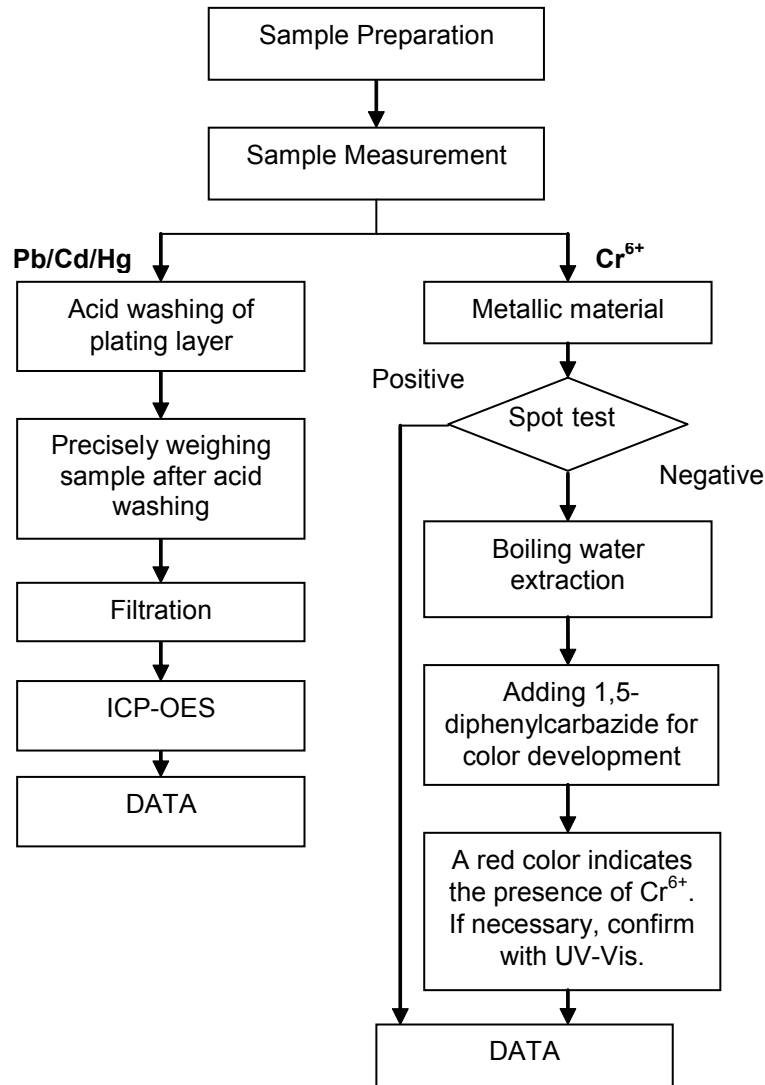 Sample Preparation
Sample Measurement
Pb/Cd/Hg
Acid washing of
plating layer
Precisely weighing
sample after acid
washing
Filtration
ICP-OES
DATA
Cr⁶⁺
Metallic material
Positive
Spot test
Negative
Boiling water
extraction
Adding 1,5-
diphenylcarbazide for
color development
A red color indicates
the presence of Cr⁶⁺.
If necessary, confirm
with UV-Vis.
DATA